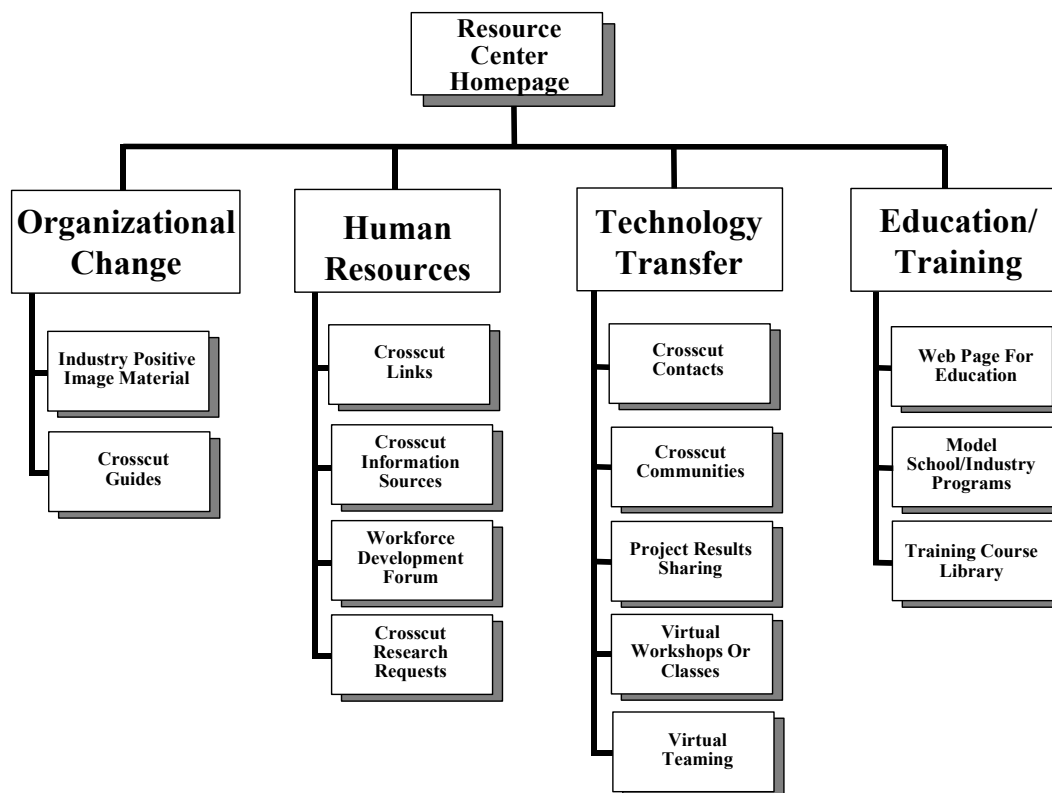 Resource
Center
Homepage
Organizational
Change
Human
Resources
Technology
Transfer
Education/
Training
Industry Positive
Image Material
Crosscut
Guides
Crosscut
Links
Crosscut
Information
Sources
Workforce
Development
Forum
Crosscut
Research
Requests
Crosscut
Contacts
Crosscut
Communities
Project Results
Sharing
Virtual
Workshops Or
Classes
Virtual
Teaming
Web Page For
Education
Model
School/Industry
Programs
Training Course
Library